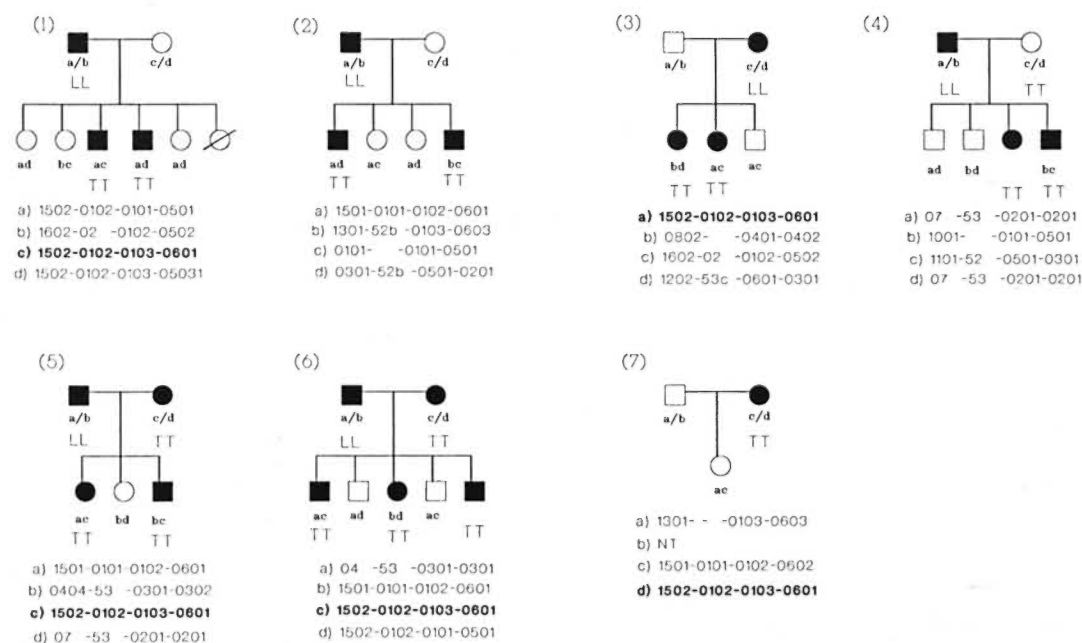 (1)
a/b c/d
LL
ad bc ac ad ad
TT TT
a) 1502-0102-0101-0501
b) 1602-02 -0102-0502
c) 1502-0102-0103-0601
d) 1502-0102-0103-05031
(2)
a/b c/d
LL
ad ac ad bc
TT TT
a) 1501-0101-0102-0601
b) 1301-52b -0103-0603
c) 0101- -0101-0501
d) 0301-52b -0501-0201
(3)
a/b c/d
LL
bd ac ac
TT TT
a) 1502-0102-0103-0601
b) 0802- -0401-0402
c) 1602-02 -0102-0502
d) 1202-53c -0601-0301
(4)
a/b c/d
LL TT
ad bd bc
TT TT
a) 07 -53 -0201-0201
b) 1001- -0101-0501
c) 1101-52 -0501-0301
d) 07 -53 -0201-0201
(5)
a/b c/d
LL TT
ac bd bc
TT TT
a) 1501-0101-0102-0601
b) 0404-53 -0301-0302
c) 1502-0102-0103-0601
d) 07 -53 -0201-0201
(6)
a/b c/d
LL TT
ac ad bd ac
TT TT TT
a) 04 -53 -0301-0301
b) 1501-0101-0102-0601
c) 1502-0102-0103-0601
d) 1502-0102-0101-0501
(7)
a/b c/d
TT
ac
a) 1301- - -0103-0603
b) NT
c) 1501-0101-0102-0602
d) 1502-0102-0103-0601